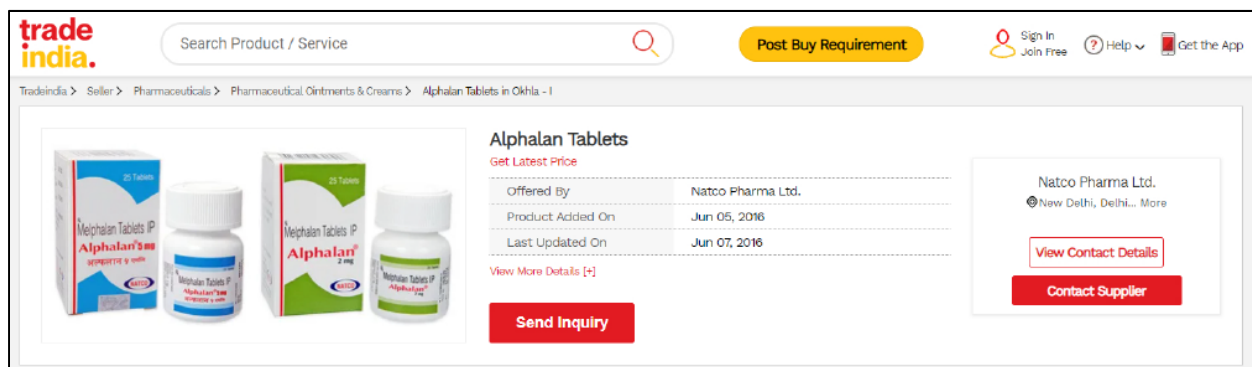 trade
india.
Search Product / Service
Post Buy Requirement
Sign In
Join Free
? Help
Get the App
Tradeindia > Seller > Pharmaceuticals > Pharmaceutical Ointments & Creams > Alphalan Tablets in Okhla - I
25 Tablets
Melphalan Tablets IP
Alphalan® 5 mg
NATCO
Melphalan Tablets IP
Alphalan®
25 Tablets
Melphalan Tablets IP
Alphalan®
2 mg
NATCO
Melphalan Tablets IP
Alphalan®
Alphalan Tablets
Get Latest Price
Offered By Natco Pharma Ltd.
Product Added On Jun 05, 2016
Last Updated On Jun 07, 2016
View More Details [+]
Send Inquiry
Natco Pharma Ltd.
New Delhi, Delhi... More
View Contact Details
Contact Supplier